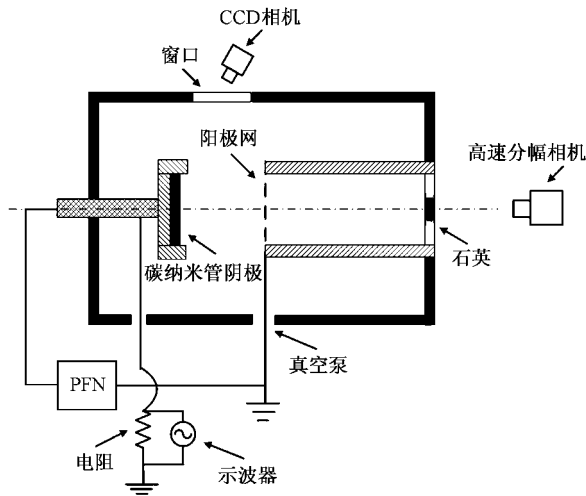 CCD相机
窗口
阳极网
高速分幅相机
碳纳米管阴极
石英
真空泵
PFN
电阻
示波器